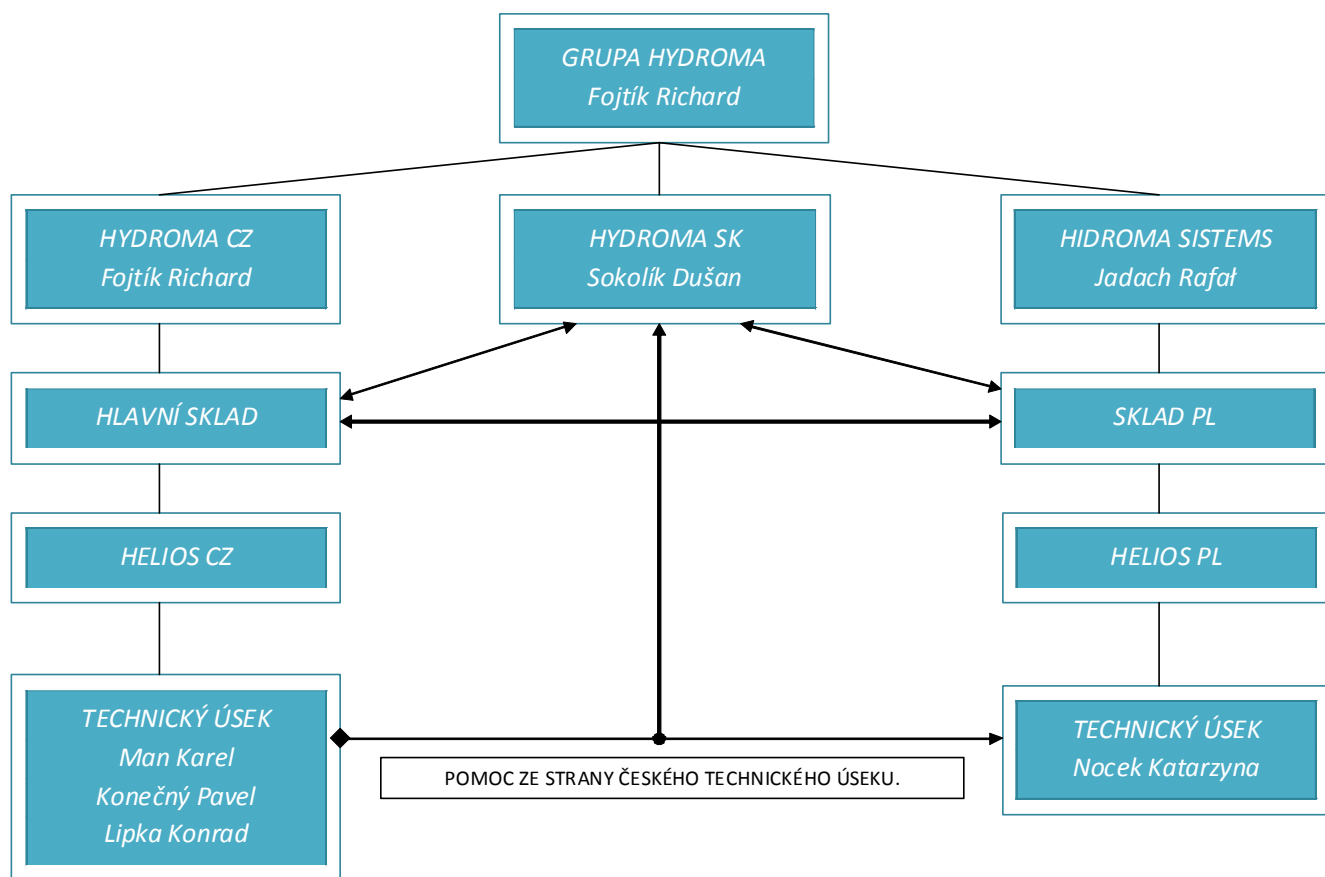 GRUPA HYDROMA
Fojtík Richard
HYDROMA CZ
Fojtík Richard
HYDROMA SK
Sokolík Dušan
HIDROMA SISTEMS
Jadach Rafał
HLAVNÍ SKLAD
SKLAD PL
HELIOS CZ
HELIOS PL
TECHNICKÝ ÚSEK
Man Karel
Konečný Pavel
Lipka Konrad
POMOC ZE STRANY ČESKÉHO TECHNICKÉHO ÚSEKU.
TECHNICKÝ ÚSEK
Nocek Katarzyna